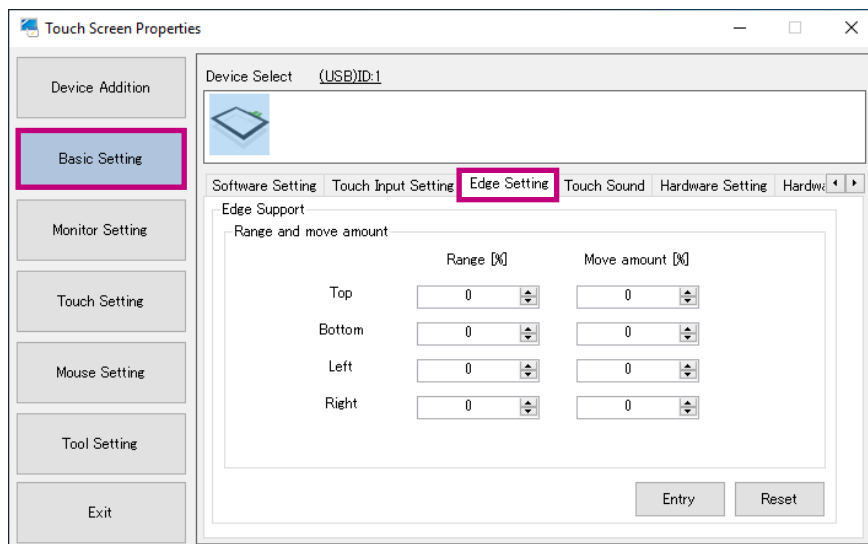 Touch Screen Properties
Device Addition
Basic Setting
Monitor Setting
Touch Setting
Mouse Setting
Tool Setting
Exit
Device Select (USB)ID:1
Software Setting Touch Input Setting Edge Setting Touch Sound Hardware Setting Hardwa
Edge Support
Range and move amount
Range [%] Move amount [%]
Top 0 0
Bottom 0 0
Left 0 0
Right 0 0
Entry Reset